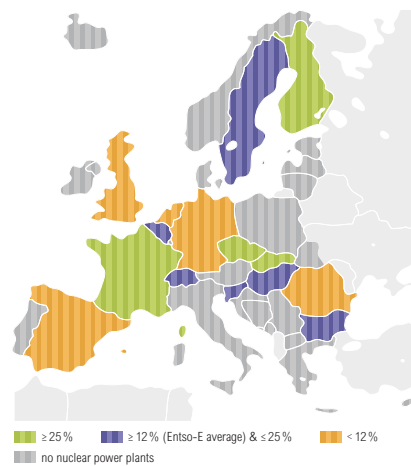 ≥ 25 % ≥ 12 % (Entso-E average) & ≤ 25 % < 12 %
no nuclear power plants